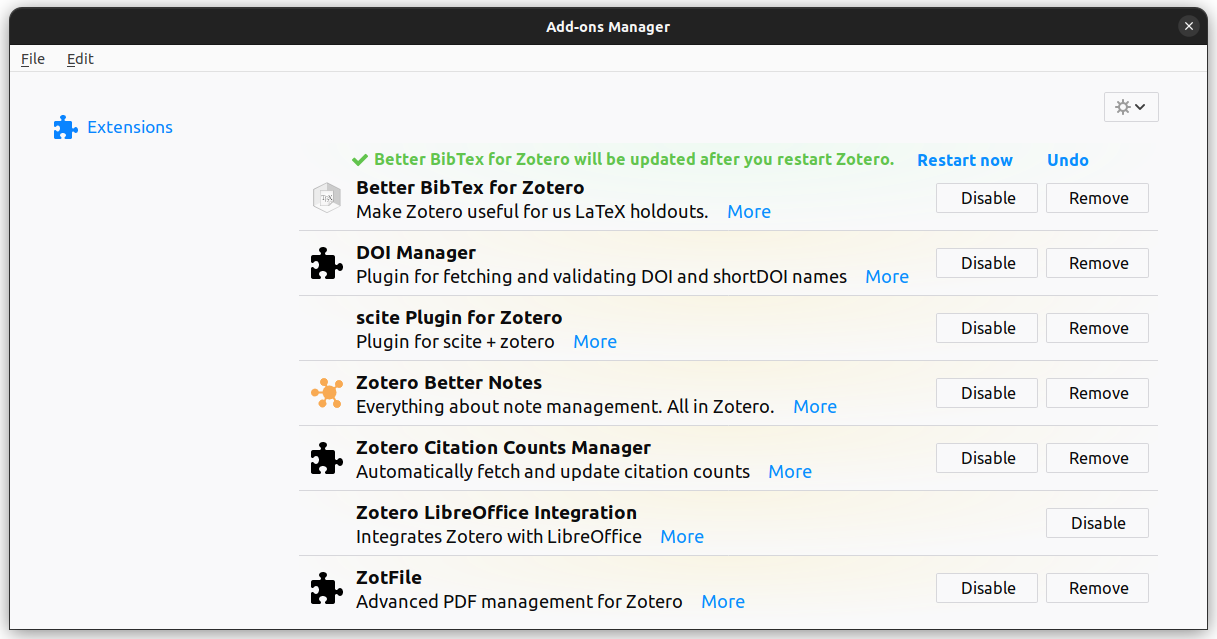 Add-ons Manager
File Edit
Extensions
Better BibTex for Zotero will be updated after you restart Zotero. Restart now Undo
Better BibTex for Zotero
Make Zotero useful for us LaTeX holdouts. More
Disable Remove
DOI Manager
Plugin for fetching and validating DOI and shortDOI names More
Disable Remove
scite Plugin for Zotero
Plugin for scite + zotero More
Disable Remove
Zotero Better Notes
Everything about note management. All in Zotero. More
Disable Remove
Zotero Citation Counts Manager
Automatically fetch and update citation counts More
Disable Remove
Zotero LibreOffice Integration
Integrates Zotero with LibreOffice More
Disable
ZotFile
Advanced PDF management for Zotero More
Disable Remove